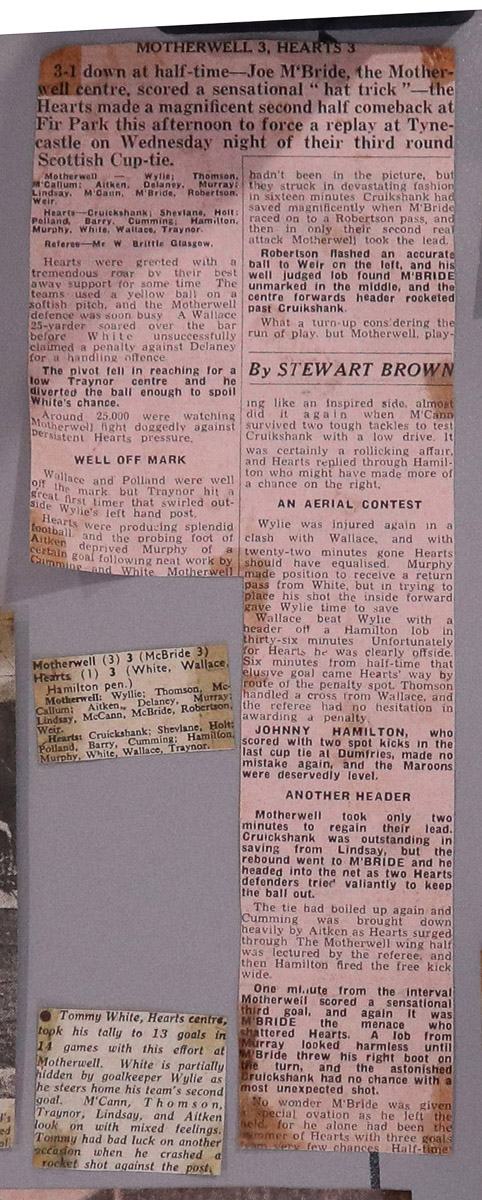 MOTHERWELL 3, HEARTS 3
3-1 down at half-time—Joe M'Bride, the Mother-
well centre, scored a sensational " hat trick "—the
Hearts made a magnificent second half comeback at
Fir Park this afternoon to force a replay at Tyne-
castle on Wednesday night of their third round
Scottish Cup-tie.
Motherwell — Wylie; Thomson,
M'Callum; Aitken, Delaney, Murray;
Lindsay, M'Cann, M'Bride, Robertson,
Weir.
Hearts—Cruickshank; Shevlane, Holt;
Polland, Barry, Cumming; Hamilton,
Murphy, White, Wallace, Traynor.
Referee—Mr W Brittle Glasgow.
Hearts were greeted with a
tremendous roar by their best
away support for some time. The
teams used a yellow ball on a
softish pitch, and the Motherwell
defence was soon busy A Wallace
25-yarder soared over the bar
before White unsuccessfully
claimed a penalty against Delaney
for a handling offence
The pivot fell in reaching for a
low Traynor centre and he
diverted the ball enough to spoil
White's chance.
Around 25,000 were watching
Motherwell fight doggedly against
persistent Hearts pressure.
WELL OFF MARK
Wallace and Polland were well
off the mark but Traynor hit a
great first timer that swirled out-
side Wylie's left hand post.
Hearts were producing splendid
football and the probing foot of
Aitken deprived Murphy of a
certain goal following neat work by
Cumming and White Motherwell
hadn't been in the picture, but
they struck in devastating fashion
in sixteen minutes Cruikshank had
saved magnificently when M'Bride
raced on to a Robertson pass, and
then in only their second real
attack Motherwell took the lead.
Robertson flashed an accurate
ball to Weir on the left, and his
well judged lob found M'BRIDE
unmarked in the middle, and the
centre forwards header rocketed
past Cruikshank.
What a turn-up considering the
run of play. but Motherwell, play-
By STEWART BROWN
ing like an inspired side, almost
did it again when M'Cann
survived two tough tackles to test
Cruikshank with a low drive. It
was certainly a rollicking affair,
and Hearts replied through Hamil-
ton who might have made more of
a chance on the right.
AN AERIAL CONTEST
Wylie was injured again in a
clash with Wallace, and with
twenty-two minutes gone Hearts
should have equalised. Murphy
made position to receive a return
pass from White, but in trying to
place his shot the inside forward
gave Wylie time to save
Wallace beat Wylie with a
header off a Hamilton lob in
thirty-six minutes Unfortunately
for Hearts he was clearly offside.
Six minutes from half-time that
elusive goal came Hearts' way by
route of the penalty spot. Thomson
handled a cross from Wallace, and
the referee had no hesitation in
awarding a penalty
JOHNNY HAMILTON, who
scored with two spot kicks in the
last cup tie at Dumfries, made no
mistake again, and the Maroons
were deservedly level.
ANOTHER HEADER
Motherwell took only two
minutes to regain their lead.
Cruickshank was outstanding in
saving from Lindsay, but the
rebound went to M'BRIDE and he
headed into the net as two Hearts
defenders tried valiantly to keep
the ball out.
The tie had boiled up again and
Cumming was brought down
heavily by Aitken as Hearts surged
through The Motherwell wing half
was lectured by the referee, and
then Hamilton fired the free kick
wide.
One minute from the interval
Motherwell scored a sensational
third goal, and again it was
M'BRIDE the menace who
shattered Hearts. A lob from
Murray looked harmless until
M'Bride threw his right boot on
the turn, and the astonished
Cruickshank had no chance with a
most unexpected shot.
No wonder M'Bride was given
special ovation as he left the
field, for he alone had been the
of Hearts with three goals
very few chances Half-time
Motherwell (3) 3 (McBride 3)
Hearts (1) 3 (White, Wallace,
Hamilton pen.)
Motherwell: Wyllie; Thomson, Mc-
Callum; Aitken, Delaney, Murray;
Lindsay, McCann, McBride, Robertson,
Weir.
Hearts: Cruickshank; Shevlane, Holt;
Polland, Barry, Cumming; Hamilton,
Murphy, White, Wallace, Traynor.
● Tommy White, Hearts centre,
took his tally to 13 goals in
14 games with this effort at
Motherwell. White is partially
hidden by goalkeeper Wylie as
he steers home his team's second
goal. M'Cann, Thomson,
Traynor, Lindsay, and Aitken
look on with mixed feelings.
Tommy had bad luck on another
occasion when he crashed a
rocket shot against the post.